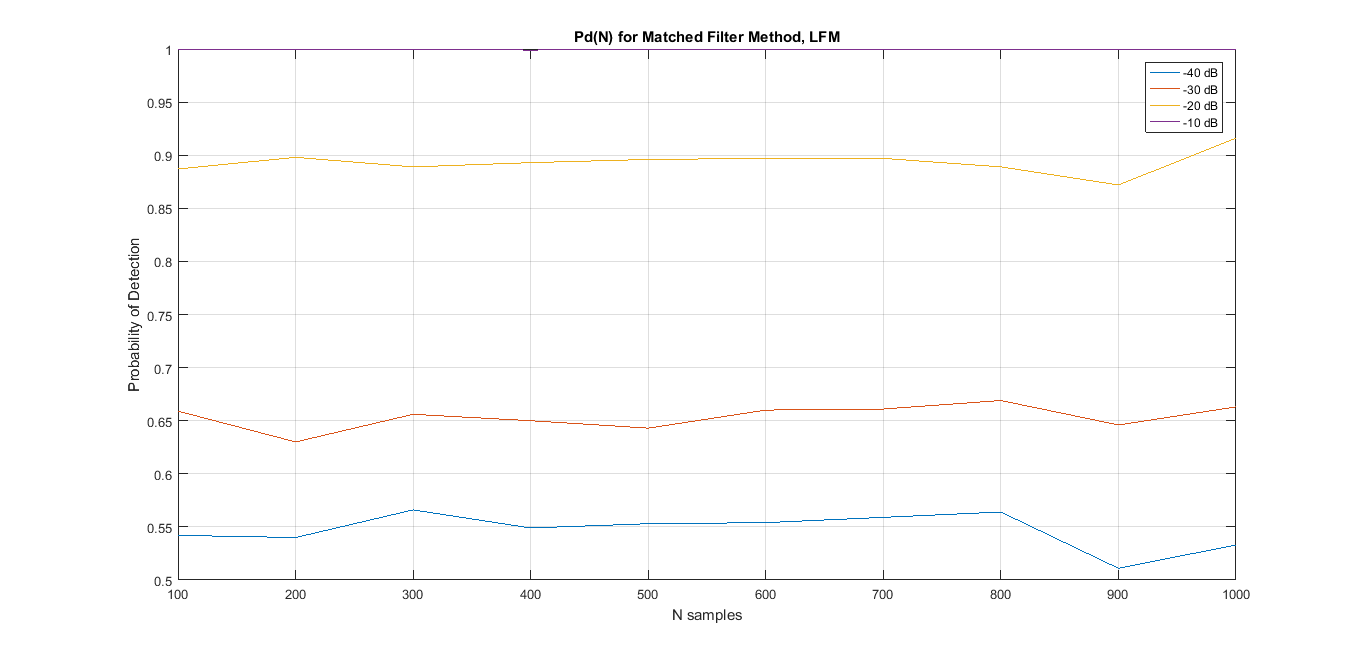 Pd(N) for Matched Filter Method, LFM
1
0.95
0.9
0.85
0.8
0.75
0.7
0.65
0.6
0.55
0.5
Probability of Detection
-40 dB
-30 dB
-20 dB
-10 dB
100 200 300 400 500 600 700 800 900 1000
N samples